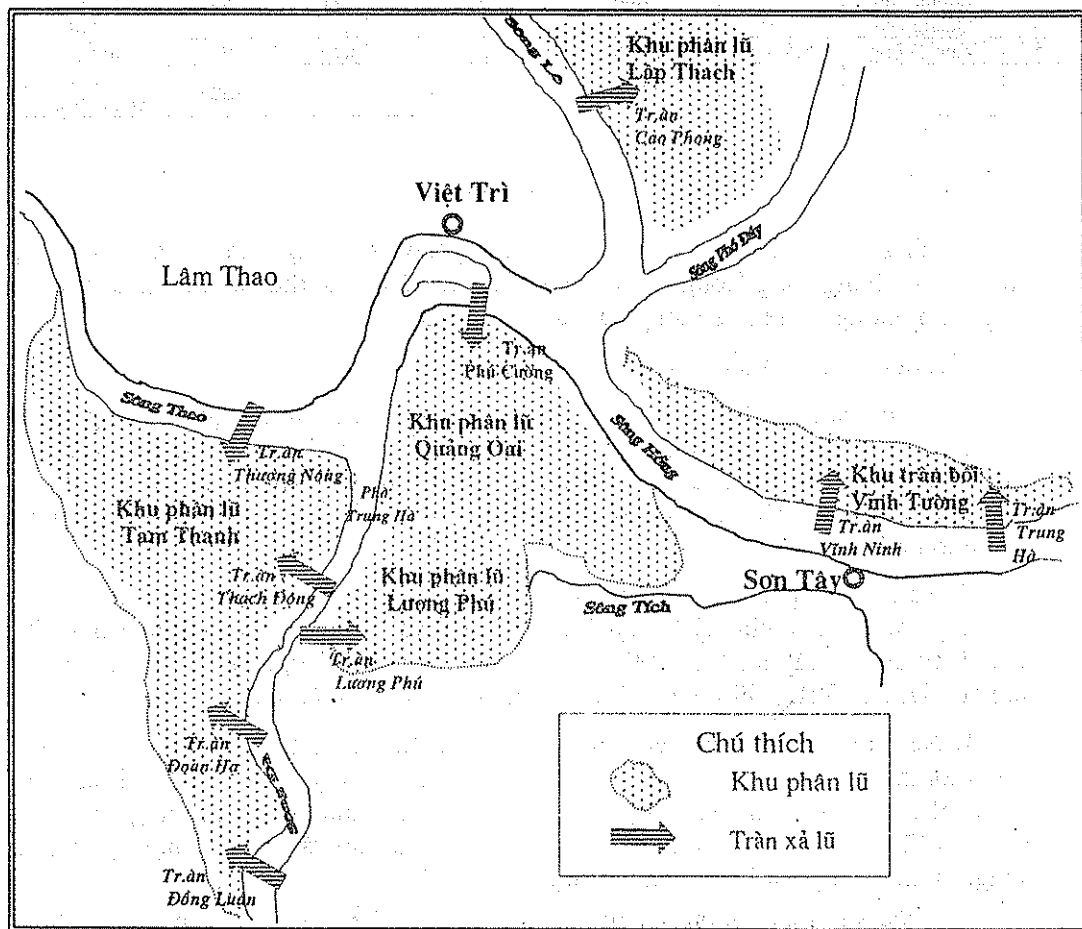 Sông Lô
Khu phân lũ
Lập Thạch
Tr.àn
Cao Phong
Việt Trì
Sông Phó Đáy
Lâm Thao
Tr.àn
Phú Cường
Sông Thao
Khu phân lũ
Quảng Oai
Sông Hồng
Tr.àn
Thượng Nông
Phà
Trung Hà
Khu tràn bối
Vĩnh Tường
Tr.àn
Vĩnh Ninh
Tr.àn
Trung
Hà
Khu phân lũ
Tam Thanh
Tr.àn
Thạch Đồng
Khu phân lũ
Lương Phú
Sơn Tây
Sông Tích
Tr.àn
Lương Phú
Tr.àn
Đoan Hạ
Tr.àn
Đồng Luận
Chú thích
Khu phân lũ
Tràn xả lũ